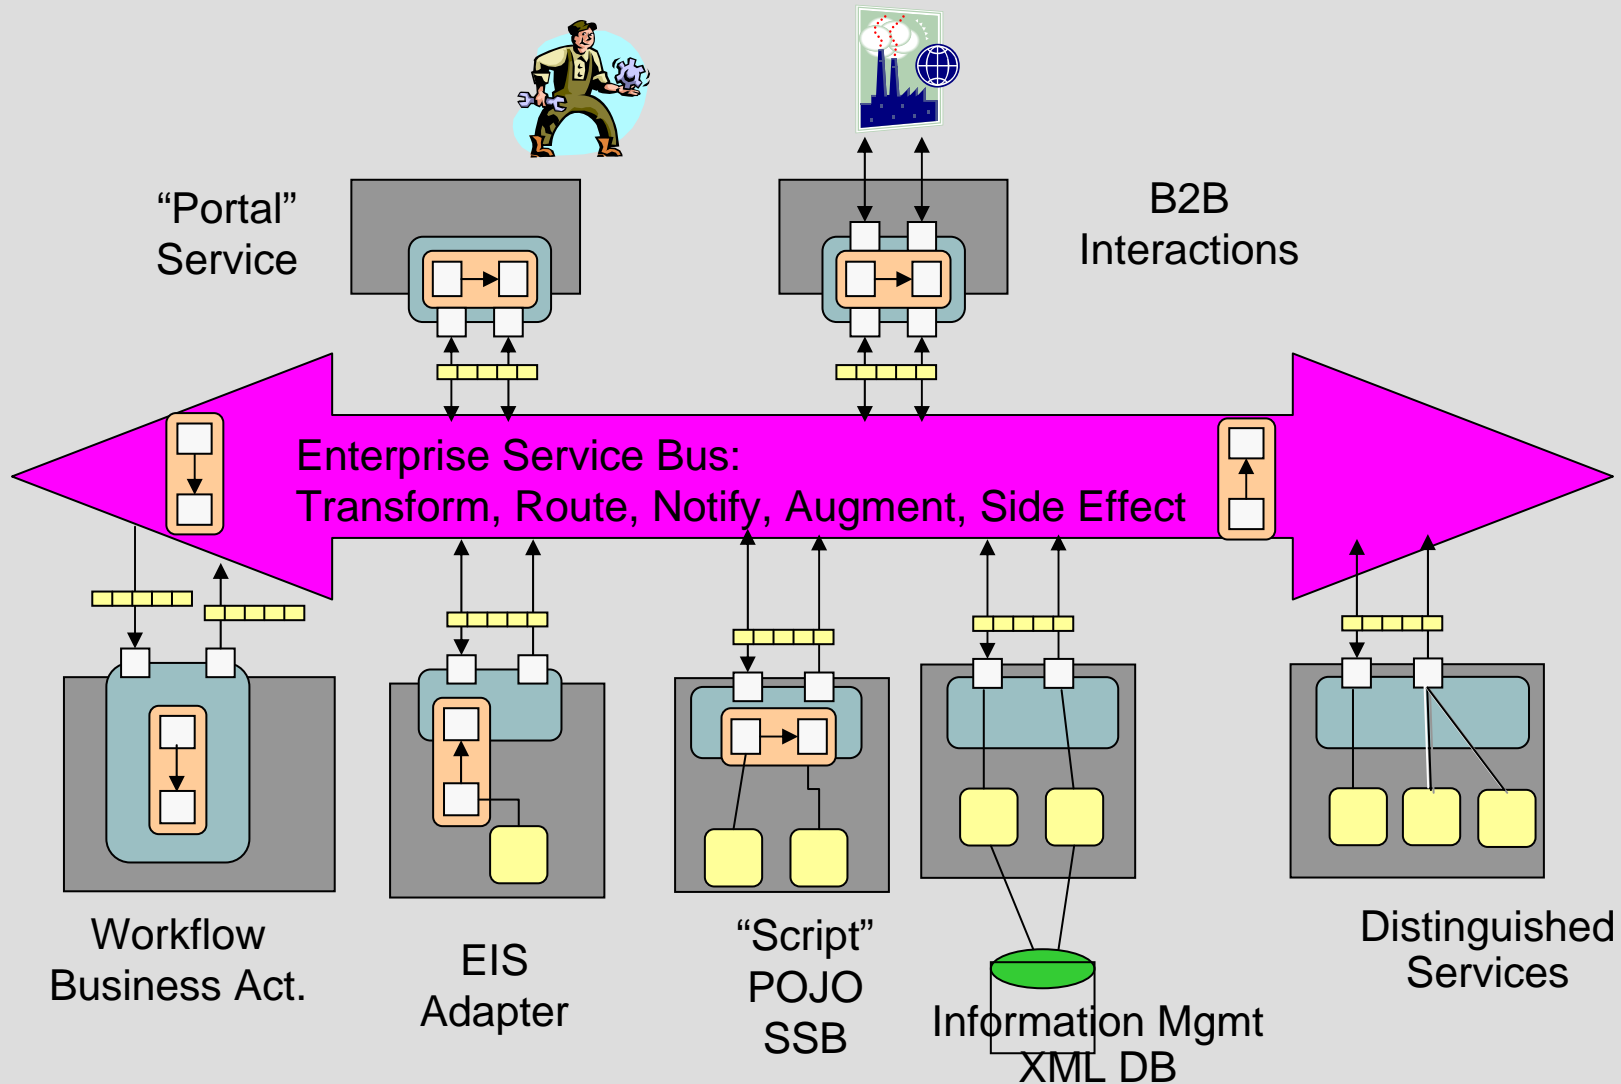 “Portal”
Service
B2B
Interactions
Enterprise Service Bus:
Transform, Route, Notify, Augment, Side Effect
Workflow
Business Act.
EIS
Adapter
“Script”
POJO
SSB
Information Mgmt
XML DB
Distinguished
Services